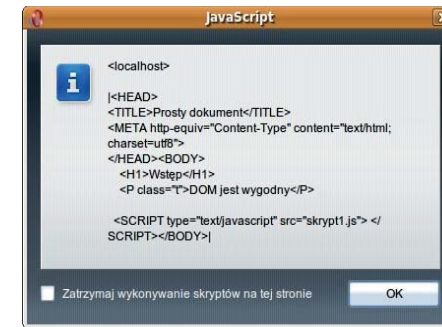 JavaScript
<localhost>
|<HEAD>
<TITLE>Prosty dokument</TITLE>
<META http-equiv="Content-Type" content="text/html;
charset=utf8">
</HEAD><BODY>
<H1>Wstęp</H1>
<P class="t">DOM jest wygodny</P>
<SCRIPT type="text/javascript" src="skrypt1.js"> </
SCRIPT></BODY>|
Zatrzymaj wykonywanie skryptów na tej stronie
OK